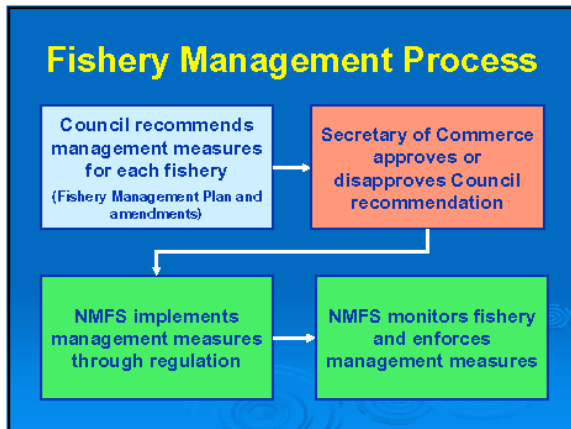 Fishery Management Process
Council recommends
management measures
for each fishery
(Fishery Management Plan and
amendments)
Secretary of Commerce
approves or
disapproves Council
recommendation
NMFS implements
management measures
through regulation
NMFS monitors fishery
and enforces
management measures